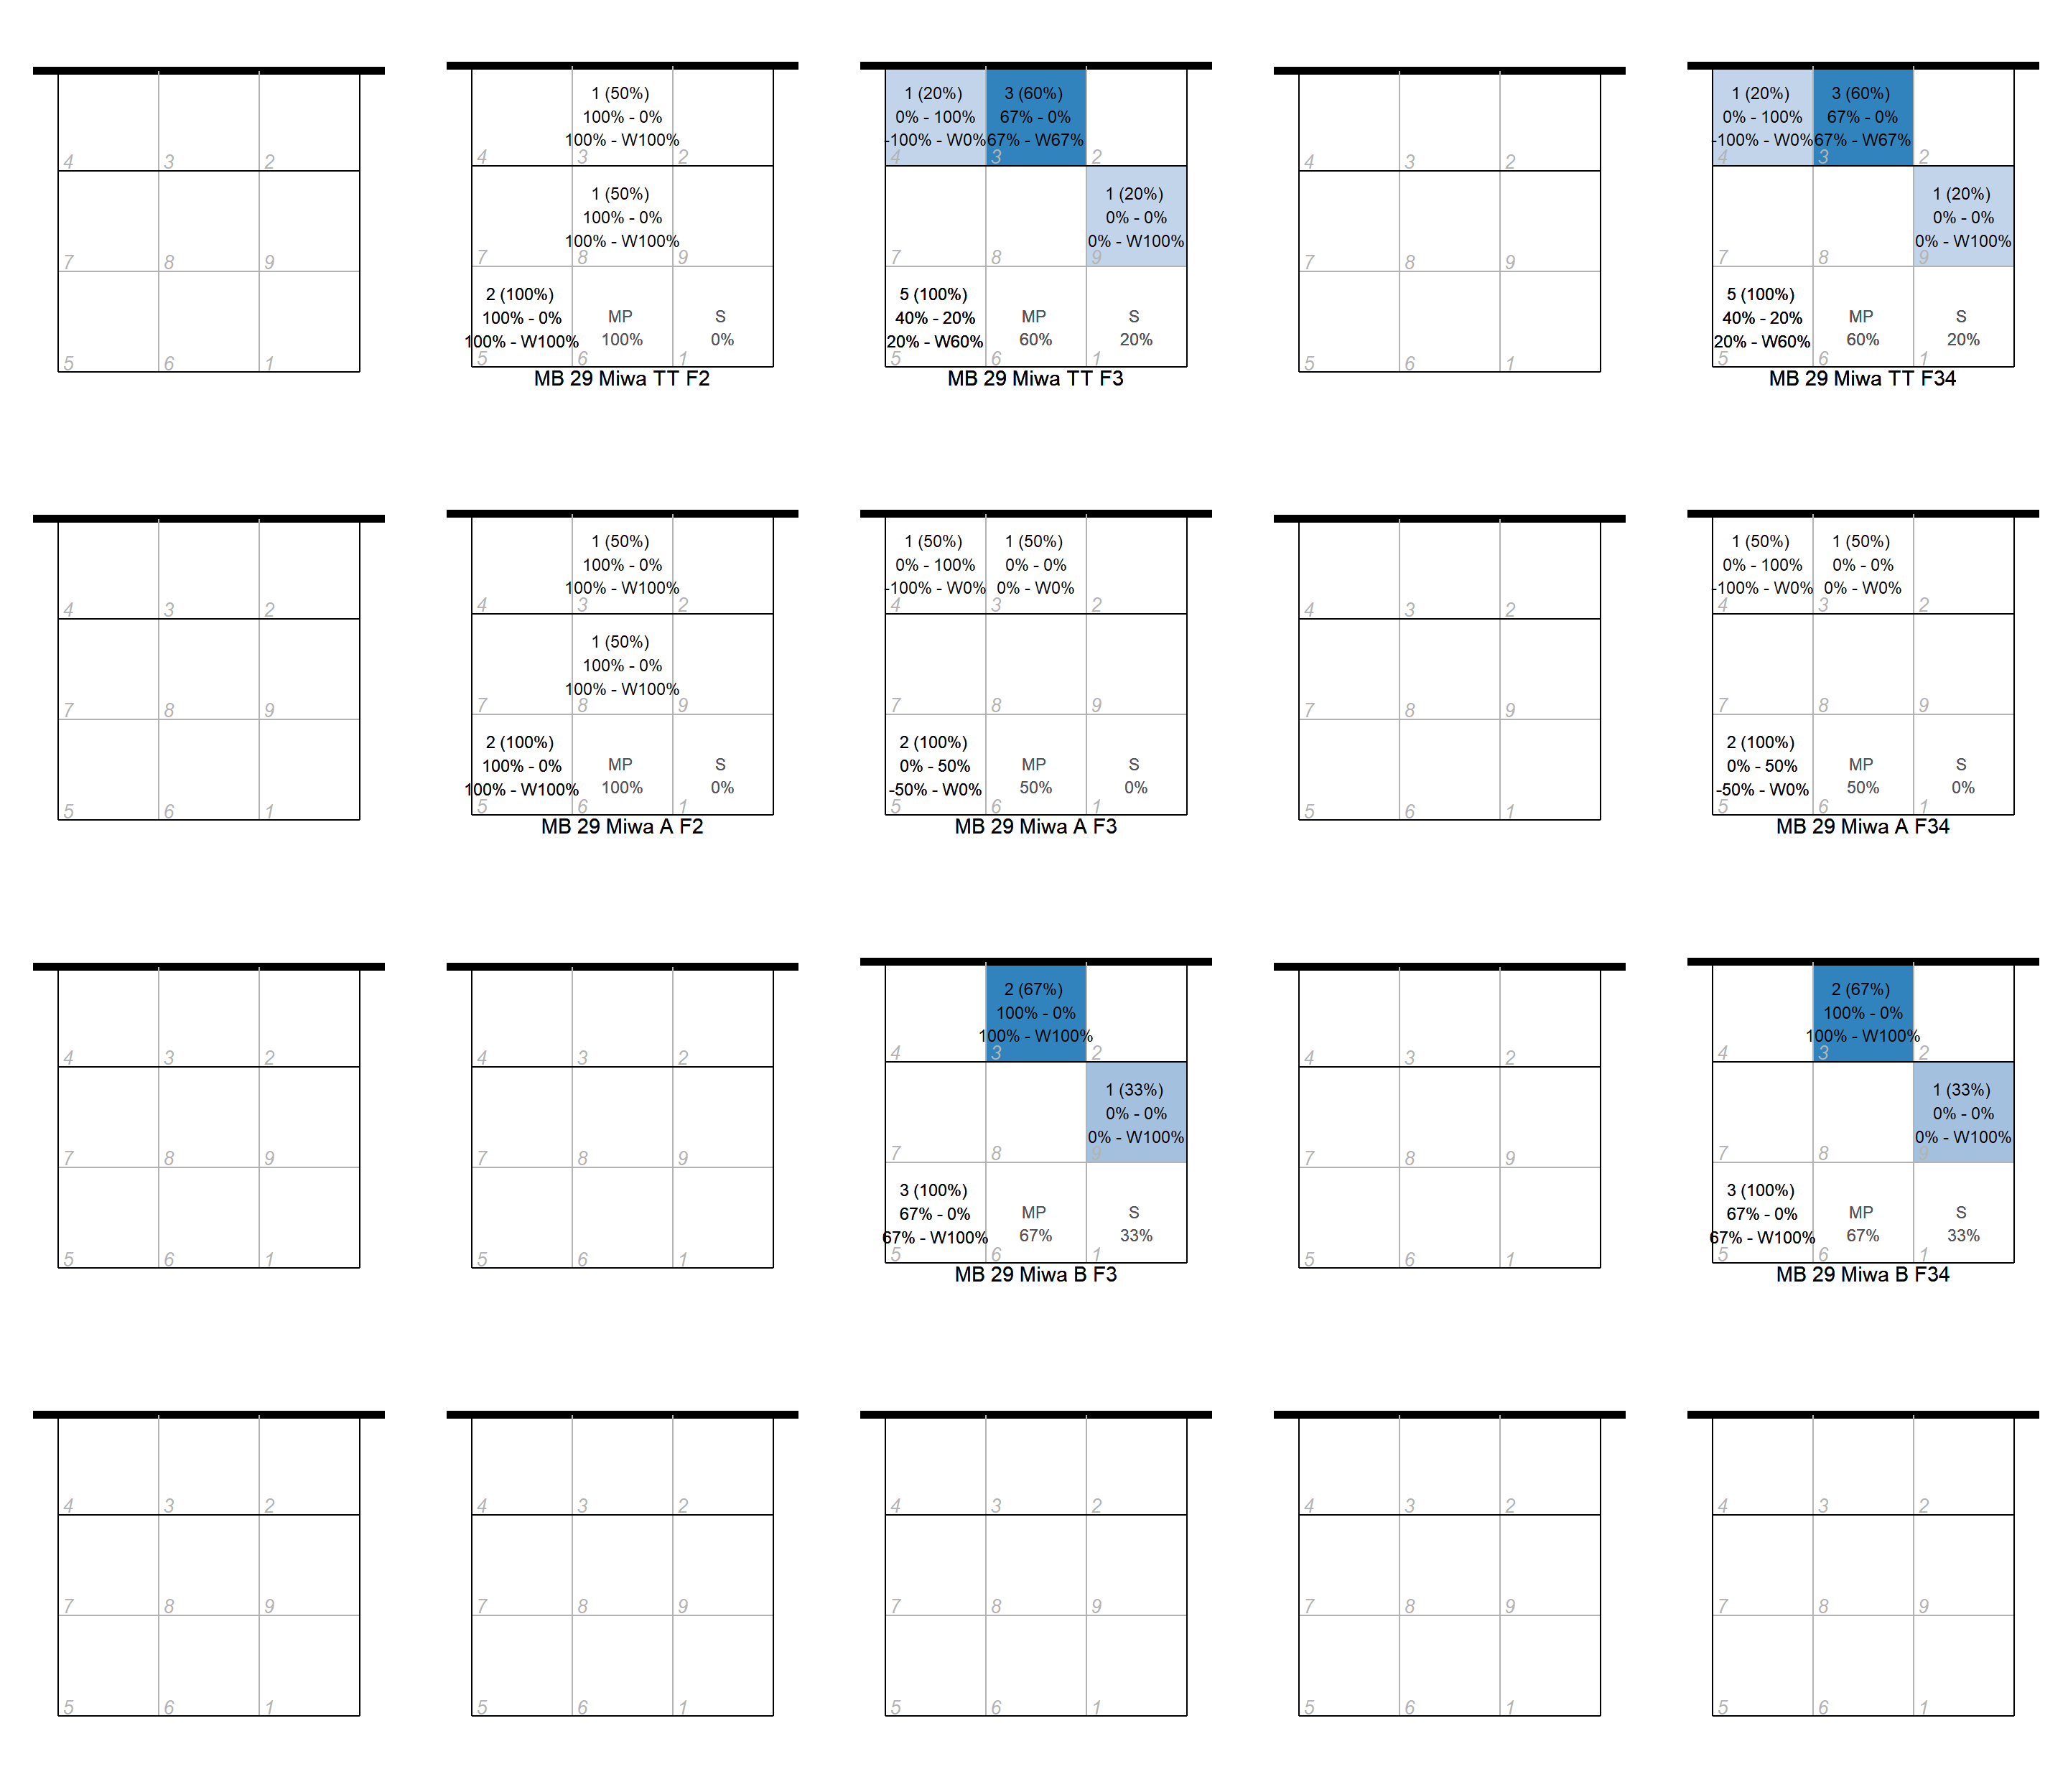 4 3 2
7 8 9
5 6 1
1 (50%)
100% - 0%
100% - W100%
4 3 2
1 (50%)
100% - 0%
100% - W100%
7 8 9
2 (100%) MP S
100% - 0% 100% 0%
100% - W100%
5 6 1
MB 29 Miwa TT F2
1 (20%) 3 (60%)
0% - 100% 67% - 0%
-100% - W0% 67% - W67%
4 3 2
1 (20%)
0% - 0%
0% - W100%
7 8 9
5 (100%) MP S
40% - 20% 60% 20%
20% - W60%
5 6 1
MB 29 Miwa TT F3
4 3 2
7 8 9
5 6 1
1 (20%) 3 (60%)
0% - 100% 67% - 0%
-100% - W0% 67% - W67%
4 3 2
1 (20%)
0% - 0%
0% - W100%
7 8 9
5 (100%) MP S
40% - 20% 60% 20%
20% - W60%
5 6 1
MB 29 Miwa TT F34
4 3 2
7 8 9
5 6 1
1 (50%)
100% - 0%
100% - W100%
4 3 2
1 (50%)
100% - 0%
100% - W100%
7 8 9
2 (100%) MP S
100% - 0% 100% 0%
100% - W100%
5 6 1
MB 29 Miwa A F2
1 (50%) 1 (50%)
0% - 100% 0% - 0%
-100% - W0% 0% - W0%
4 3 2
7 8 9
2 (100%) MP S
0% - 50% 50% 0%
-50% - W0%
5 6 1
MB 29 Miwa A F3
4 3 2
7 8 9
5 6 1
1 (50%) 1 (50%)
0% - 100% 0% - 0%
-100% - W0% 0% - W0%
4 3 2
7 8 9
2 (100%) MP S
0% - 50% 50% 0%
-50% - W0%
5 6 1
MB 29 Miwa A F34
4 3 2
7 8 9
5 6 1
4 3 2
7 8 9
5 6 1
2 (67%)
100% - 0%
100% - W100%
4 3 2
1 (33%)
0% - 0%
0% - W100%
7 8 9
3 (100%) MP S
67% - 0% 67% 33%
67% - W100%
5 6 1
MB 29 Miwa B F3
4 3 2
7 8 9
5 6 1
2 (67%)
100% - 0%
100% - W100%
4 3 2
1 (33%)
0% - 0%
0% - W100%
7 8 9
3 (100%) MP S
67% - 0% 67% 33%
67% - W100%
5 6 1
MB 29 Miwa B F34
4 3 2
7 8 9
5 6 1
4 3 2
7 8 9
5 6 1
4 3 2
7 8 9
5 6 1
4 3 2
7 8 9
5 6 1
4 3 2
7 8 9
5 6 1